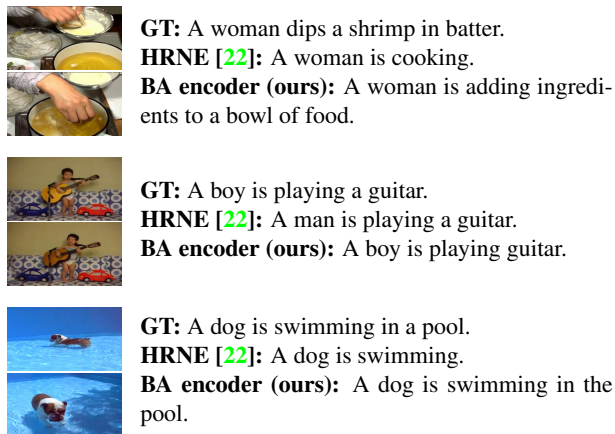 GT: A woman dips a shrimp in batter.
HRNE [22]: A woman is cooking.
BA encoder (ours): A woman is adding ingredi-
ents to a bowl of food.
GT: A boy is playing a guitar.
HRNE [22]: A man is playing a guitar.
BA encoder (ours): A boy is playing guitar.
GT: A dog is swimming in a pool.
HRNE [22]: A dog is swimming.
BA encoder (ours): A dog is swimming in the
pool.